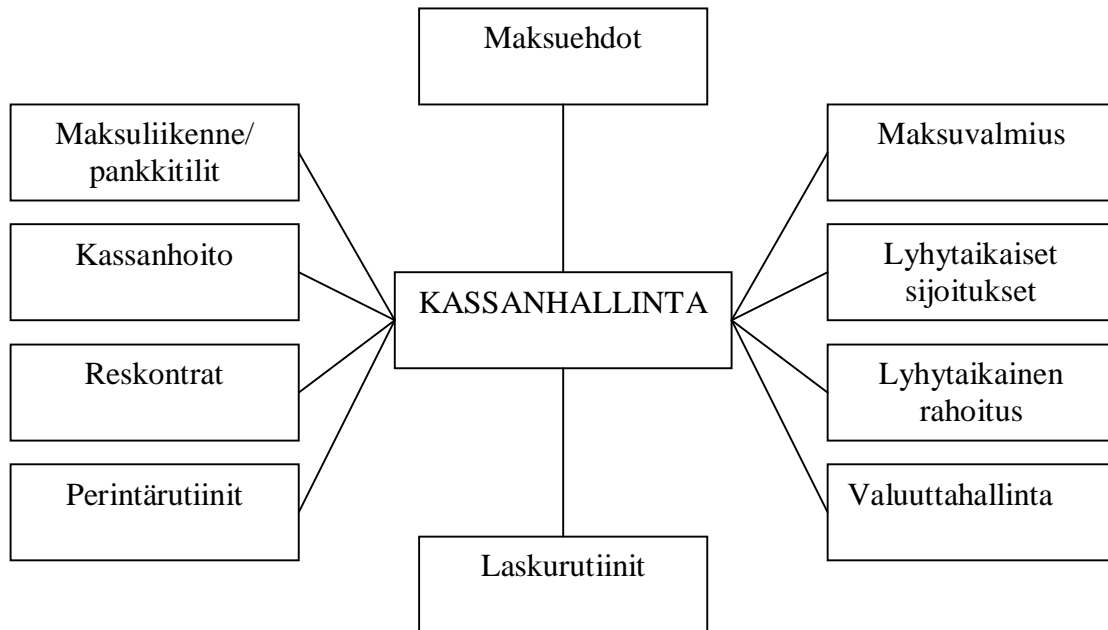 Maksuehdot
Maksuliikenne/
pankkitilit
Maksuvalmius
Kassanhoito
Lyhytaikaiset
sijoitukset
KASSANHALLINTA
Reskontrat
Lyhytaikainen
rahoitus
Perintärutiinit
Valuuttahallinta
Laskurutiinit